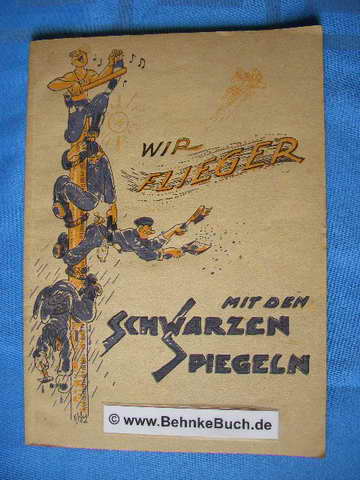 WIR
FLIEGER
MIT DEN
SCHWARZEN
SPIEGELN
© www.BehnkeBuch.de